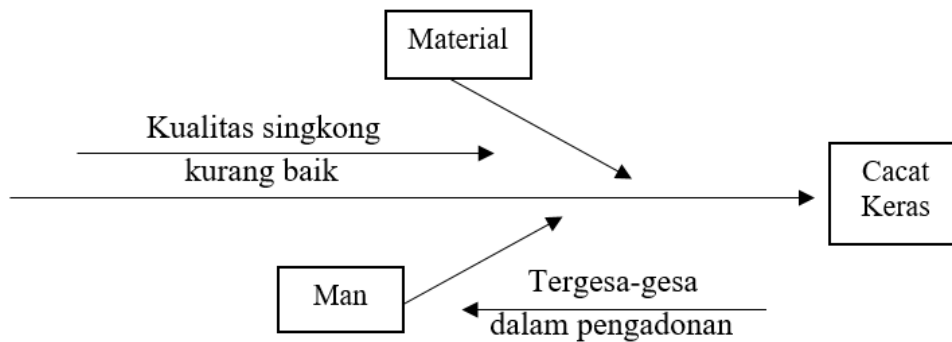 Material
Kualitas singkong
kurang baik
Cacat
Keras
Man
Tergesa-gesa
dalam pengadonan